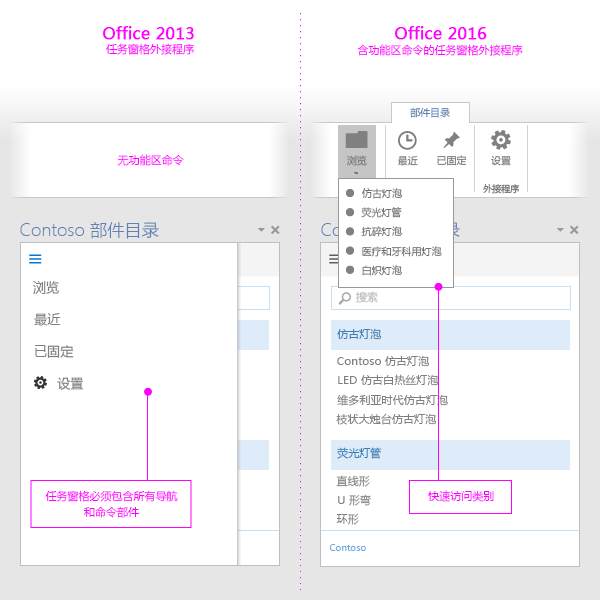 Office 2013
任务窗格外接程序
无功能区命令
Contoso 部件目录
浏览
最近
已固定
设置
任务窗格必须包含所有导航
和命令部件
Office 2016
含功能区命令的任务窗格外接程序
部件目录
浏览
最近
已固定
设置
外接程序
仿古灯泡
荧光灯管
抗碎灯泡
医疗和牙科用灯泡
白炽灯泡
Co
录
搜索
仿古灯泡
Contoso 仿古灯泡
LED 仿古白热丝灯泡
维多利亚时代仿古灯泡
枝状大烛台仿古灯泡
荧光灯管
直线形
U 形弯
环形
快速访问类别
Contoso